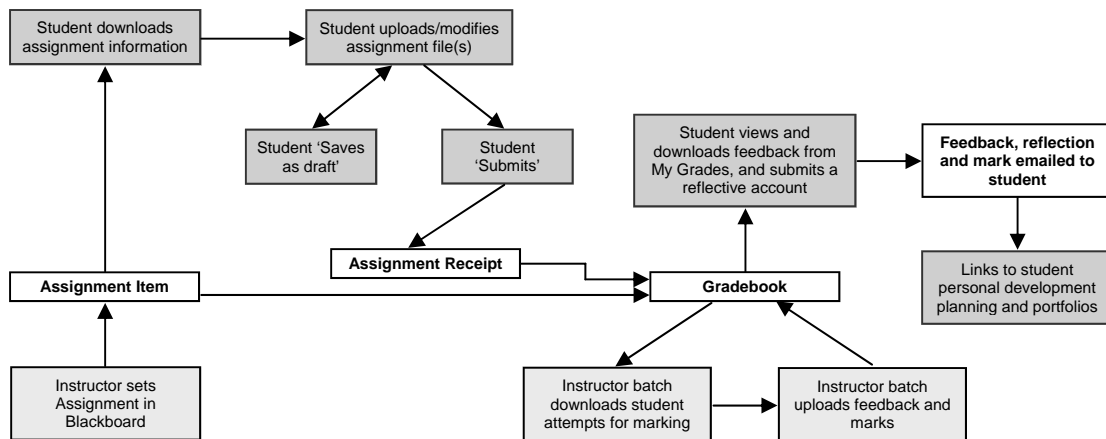 Student downloads
assignment information
Student uploads/modifies
assignment file(s)
Student ‘Saves
as draft’
Student
‘Submits’
Student views and
downloads feedback from
My Grades, and submits a
reflective account
Feedback, reflection
and mark emailed to
student
Assignment Receipt
Assignment Item
Gradebook
Links to student
personal development
planning and portfolios
Instructor sets
Assignment in
Blackboard
Instructor batch
downloads student
attempts for marking
Instructor batch
uploads feedback and
marks